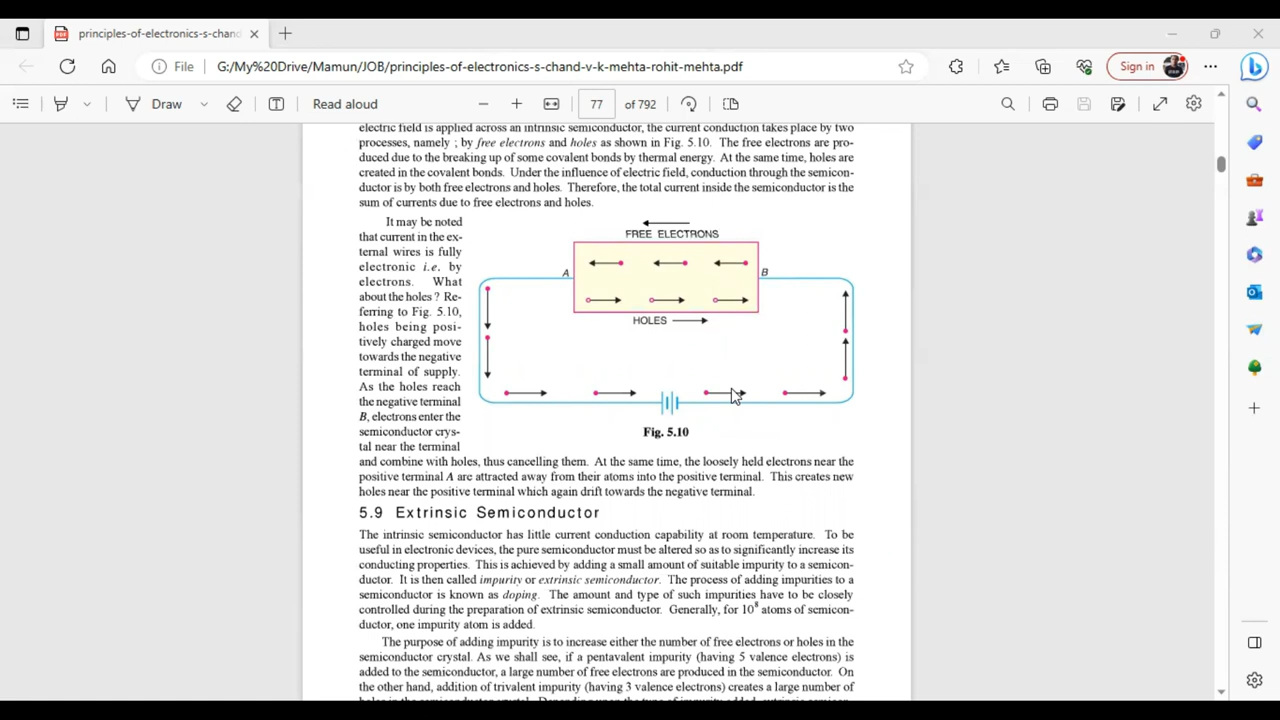 principles-of-electronics-s-chand
File
G:/My%20Drive/Mamun/JOB/principles-of-electronics-s-chand-v-k-mehta-rohit-mehta.pdf
Sign in
Draw
Read aloud
77
of 792
electric field is applied across an intrinsic semiconductor, the current conduction takes place by two
processes, namely ; by free electrons and holes as shown in Fig. 5.10. The free electrons are pro-
duced due to the breaking up of some covalent bonds by thermal energy. At the same time, holes are
created in the covalent bonds. Under the influence of electric field, conduction through the semicon-
ductor is by both free electrons and holes. Therefore, the total current inside the semiconductor is the
sum of currents due to free electrons and holes.
It may be noted
that current in the ex-
ternal wires is fully
electronic i.e. by
electrons. What
about the holes ? Re-
ferring to Fig. 5.10,
holes being posi-
tively charged move
towards the negative
terminal of supply.
As the holes reach
the negative terminal
B, electrons enter the
semiconductor crys-
tal near the terminal
FREE ELECTRONS
A
B
HOLES
Fig. 5.10
and combine with holes, thus cancelling them. At the same time, the loosely held electrons near the
positive terminal A are attracted away from their atoms into the positive terminal. This creates new
holes near the positive terminal which again drift towards the negative terminal.
5.9 Extrinsic Semiconductor
The intrinsic semiconductor has little current conduction capability at room temperature. To be
useful in electronic devices, the pure semiconductor must be altered so as to significantly increase its
conducting properties. This is achieved by adding a small amount of suitable impurity to a semicon-
ductor. It is then called impurity or extrinsic semiconductor. The process of adding impurities to a
semiconductor is known as doping. The amount and type of such impurities have to be closely
controlled during the preparation of extrinsic semiconductor. Generally, for 10⁸ atoms of semicon-
ductor, one impurity atom is added.
The purpose of adding impurity is to increase either the number of free electrons or holes in the
semiconductor crystal. As we shall see, if a pentavalent impurity (having 5 valence electrons) is
added to the semiconductor, a large number of free electrons are produced in the semiconductor. On
the other hand, addition of trivalent impurity (having 3 valence electrons) creates a large number of